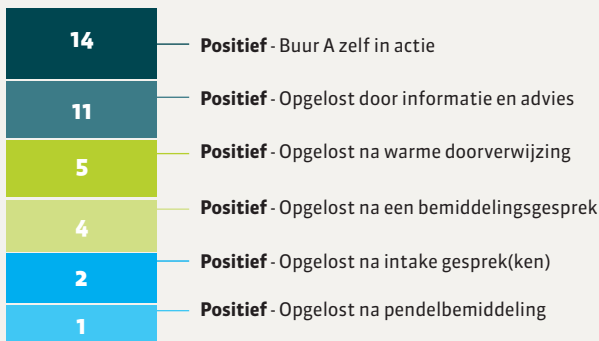 14 Positief - Buur A zelf in actie
11 Positief - Opgelost door informatie en advies
5 Positief - Opgelost na warme doorverwijzing
4 Positief - Opgelost na een bemiddelingsgesprek
2 Positief - Opgelost na intake gesprek(ken)
1 Positief - Opgelost na pendelbemiddeling